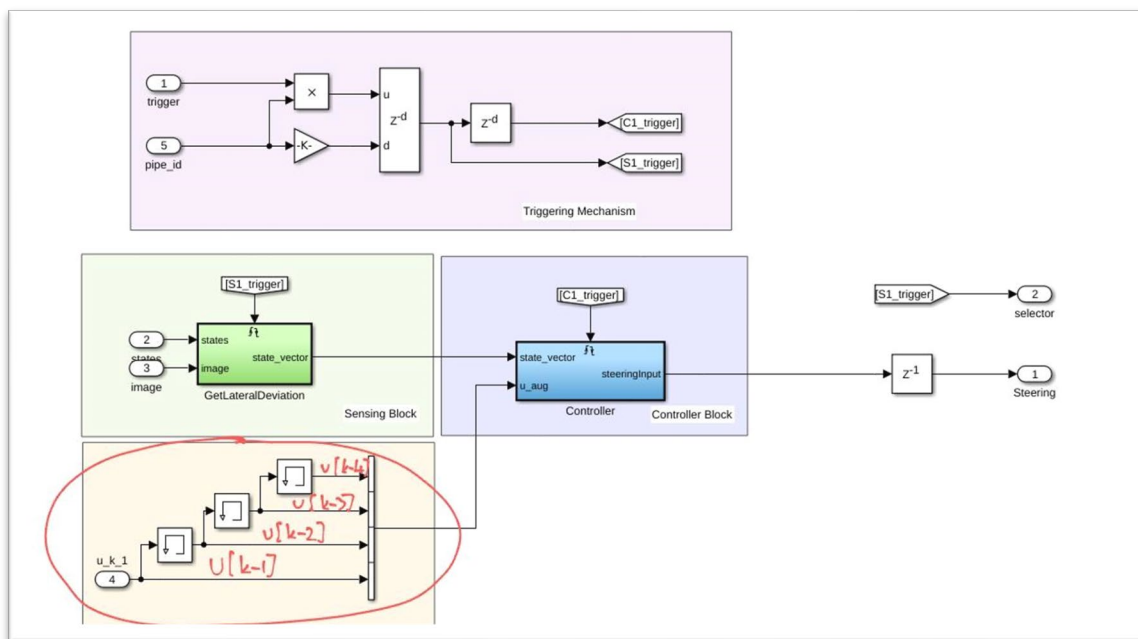 1
trigger
×
u
Z-d
Z-d
[C1_trigger]
5
pipe_id
-K-
d
[S1_trigger]
Triggering Mechanism
[S1_trigger]
2
states
3
image
states
image
state_vector
GetLateralDeviation
Sensing Block
[C1_trigger]
state_vector
u_aug
steeringInput
Controller
Controller Block
[S1_trigger]
2
selector
Z-1
1
Steering
u[k-4]
u[k-3]
u[k-2]
U[k-1]
u_k_1
4